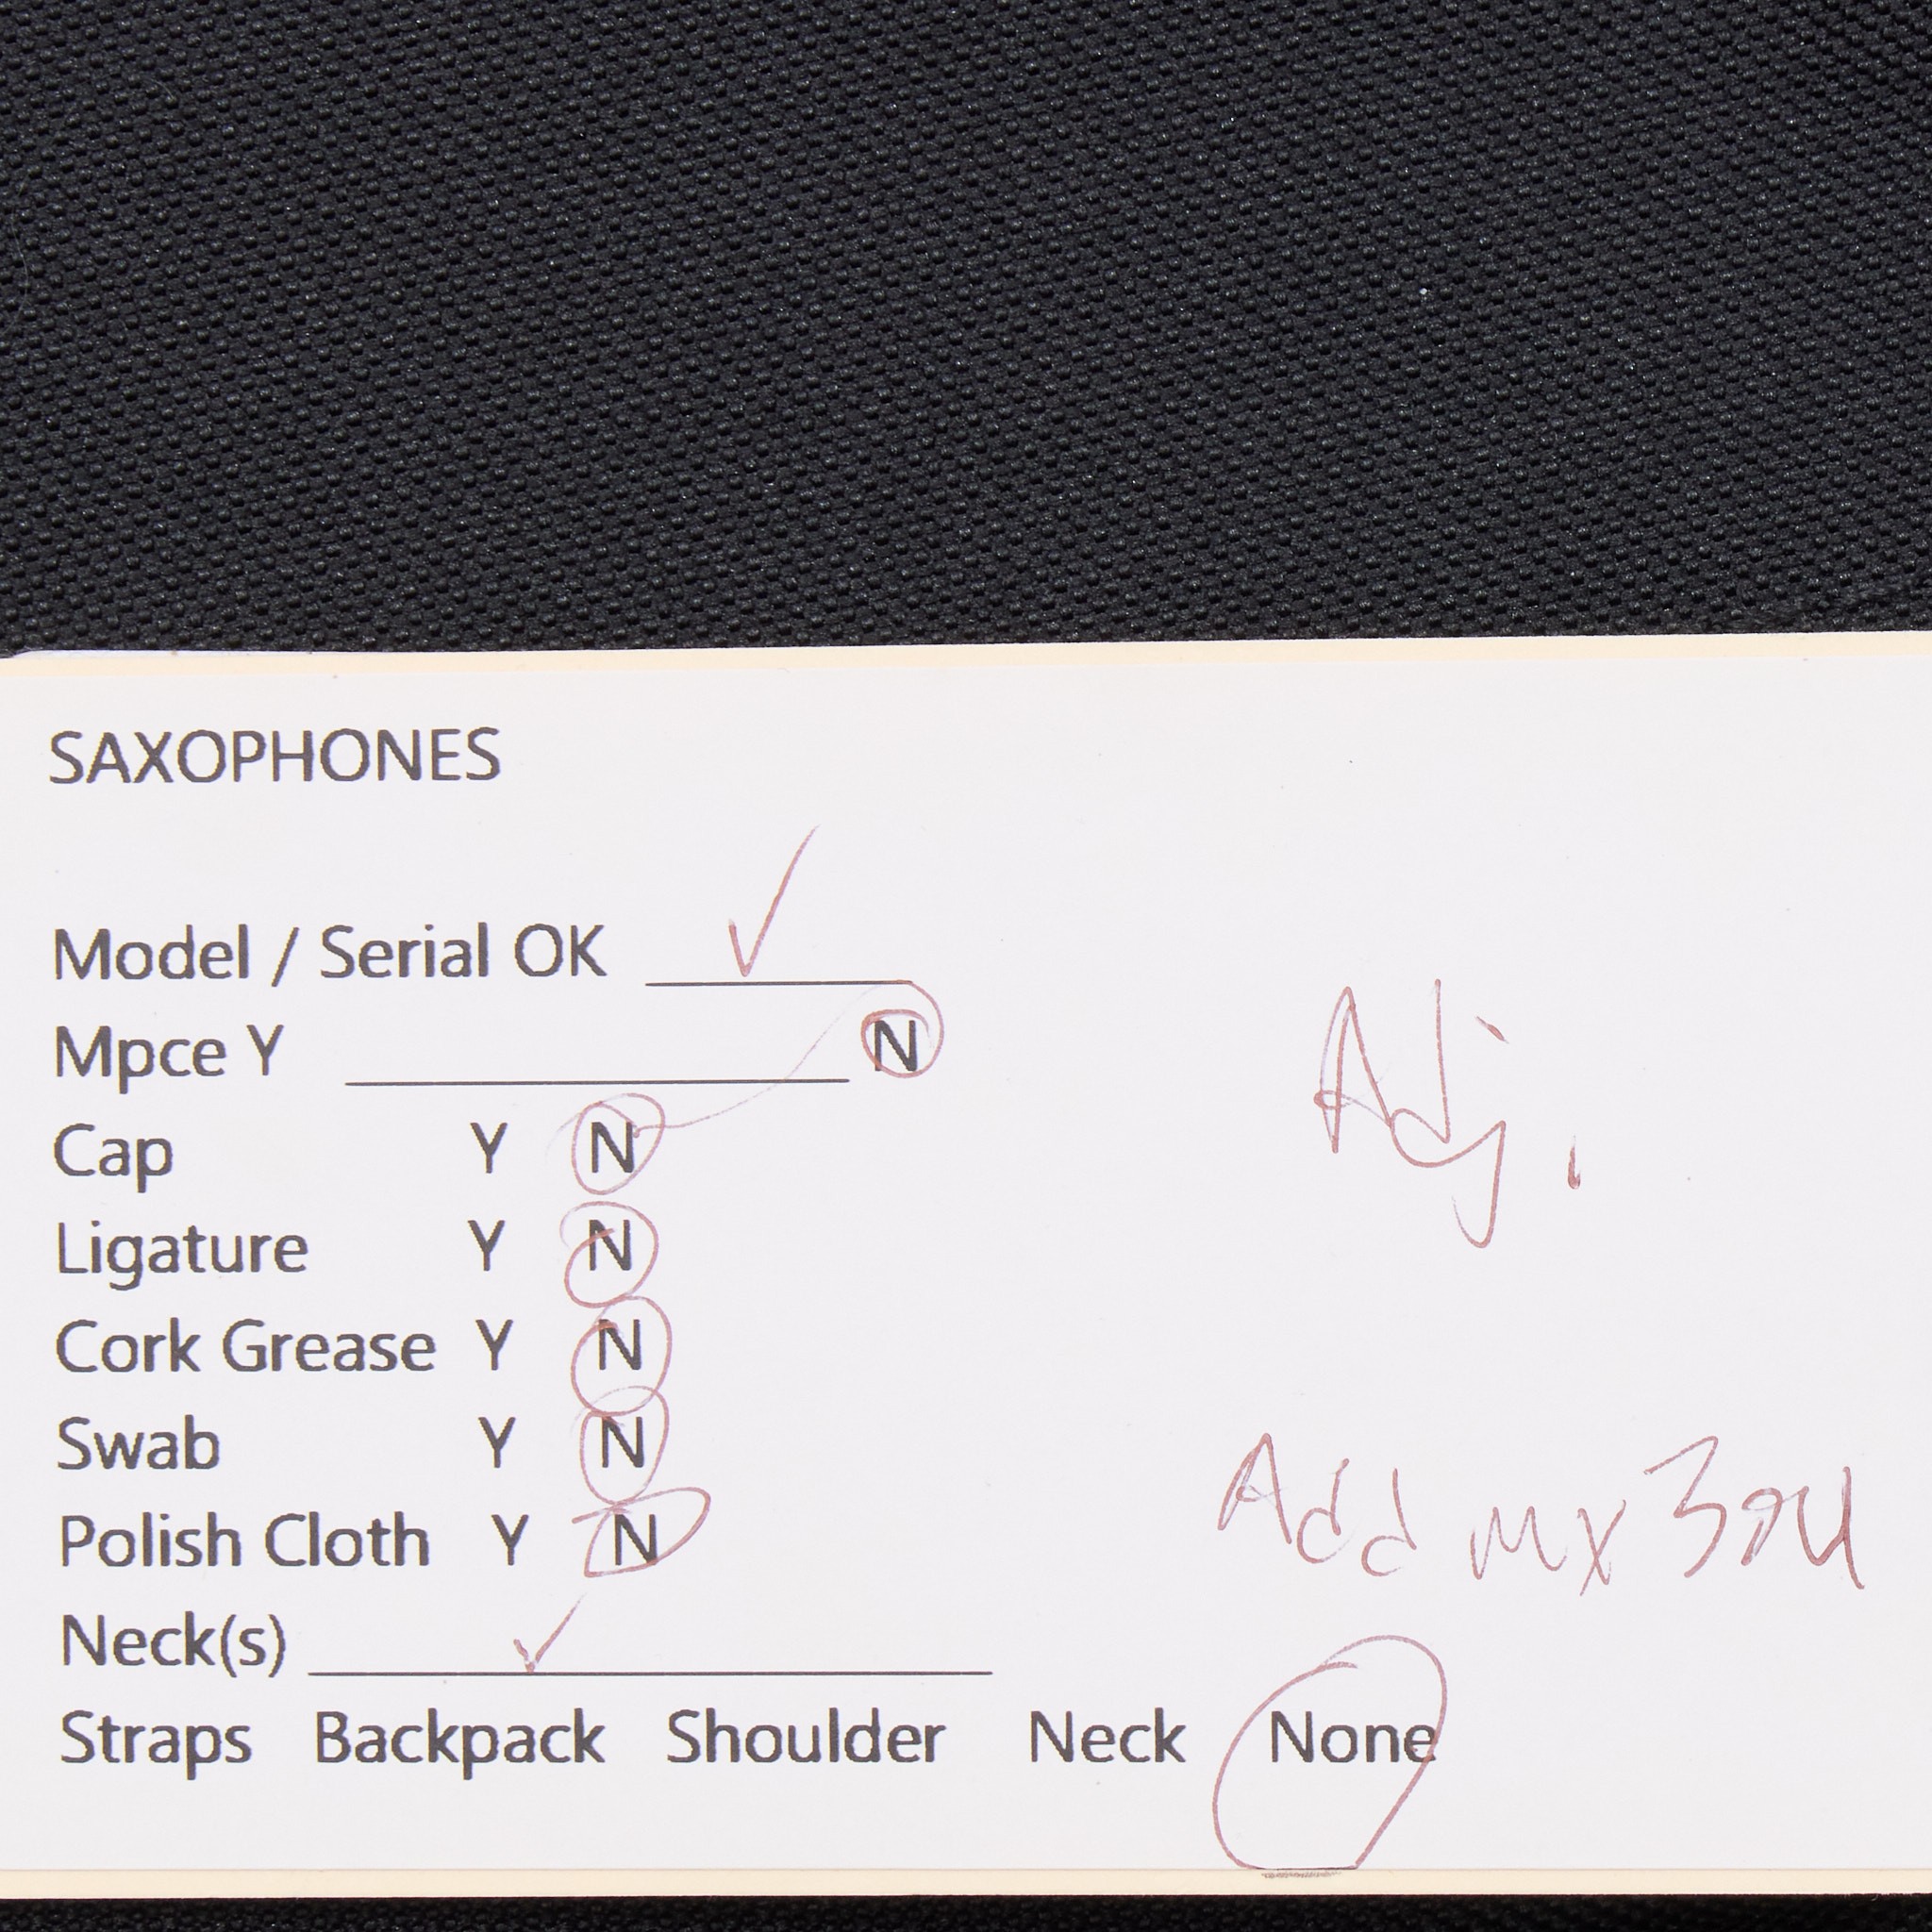 SAXOPHONES
Model / Serial OK ✓
Mpce Y N
Adj.
Cap Y N
Ligature Y N
Cork Grease Y N
Swab Y N
Add
Polish Cloth Y N
Neck(s) ✓
Straps Backpack Shoulder Neck None